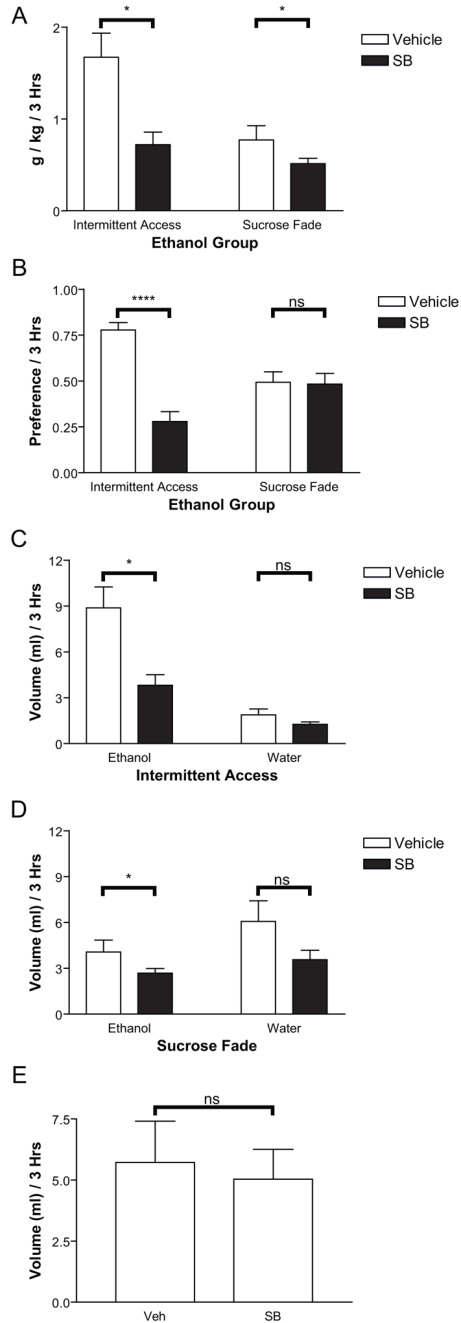 A
* *
Vehicle
SB
g / kg / 3 Hrs
2
1
0
Intermittent Access Sucrose Fade
Ethanol Group
B
**** ns
Vehicle
SB
Preference / 3 Hrs
1.00
0.75
0.50
0.25
0.00
Intermittent Access Sucrose Fade
Ethanol Group
C
* ns
Vehicle
SB
Volume (ml) / 3 Hrs
12
9
6
3
0
Ethanol Water
Intermittent Access
D
* ns
Vehicle
SB
Volume (ml) / 3 Hrs
12
9
6
3
0
Ethanol Water
Sucrose Fade
E
ns
Volume (ml) / 3 Hrs
7.5
5.0
2.5
0.0
Veh SB